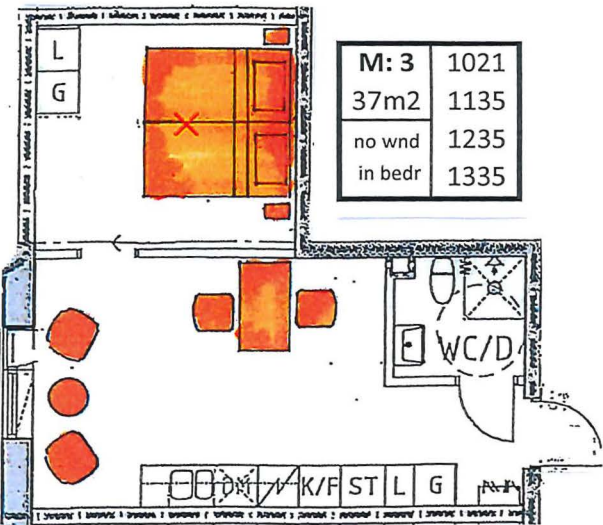 L
G
M: 3
37m2
no wnd
in bedr
1021
1135
1235
1335
WC/D
DM
K/F
ST
L
G